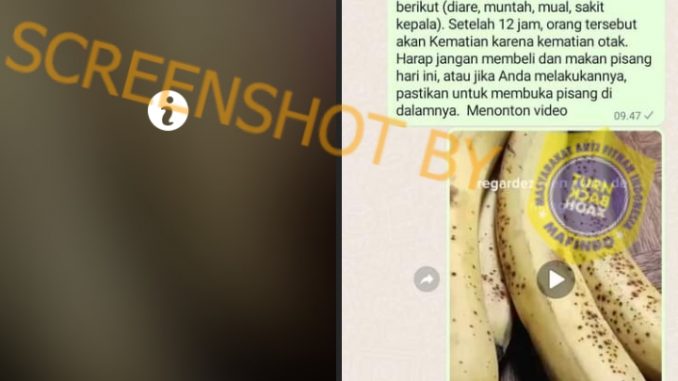 SCREENSHOT BY
berikut (diare, muntah, mual, sakit
kepala). Setelah 12 jam, orang tersebut
akan Kematian karena kematian otak.
Harap jangan membeli dan makan pisang
hari ini, atau jika Anda melakukannya,
pastikan untuk membuka pisang di
dalamnya. Menonton video
09.47
regardez
de
MASYARAKAT ANTI FITNAH INDONESIA
TURN
BACK
HOAX
MAFINDO